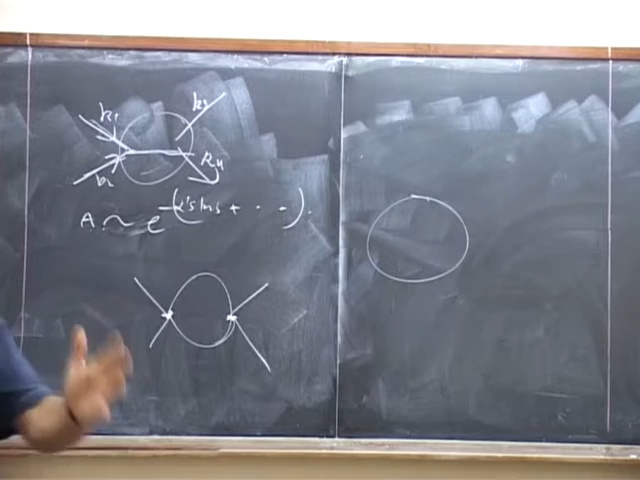 k₁ k₃
k₂ k₄
A ~ e^{-(α's ln s + · · ·)}.